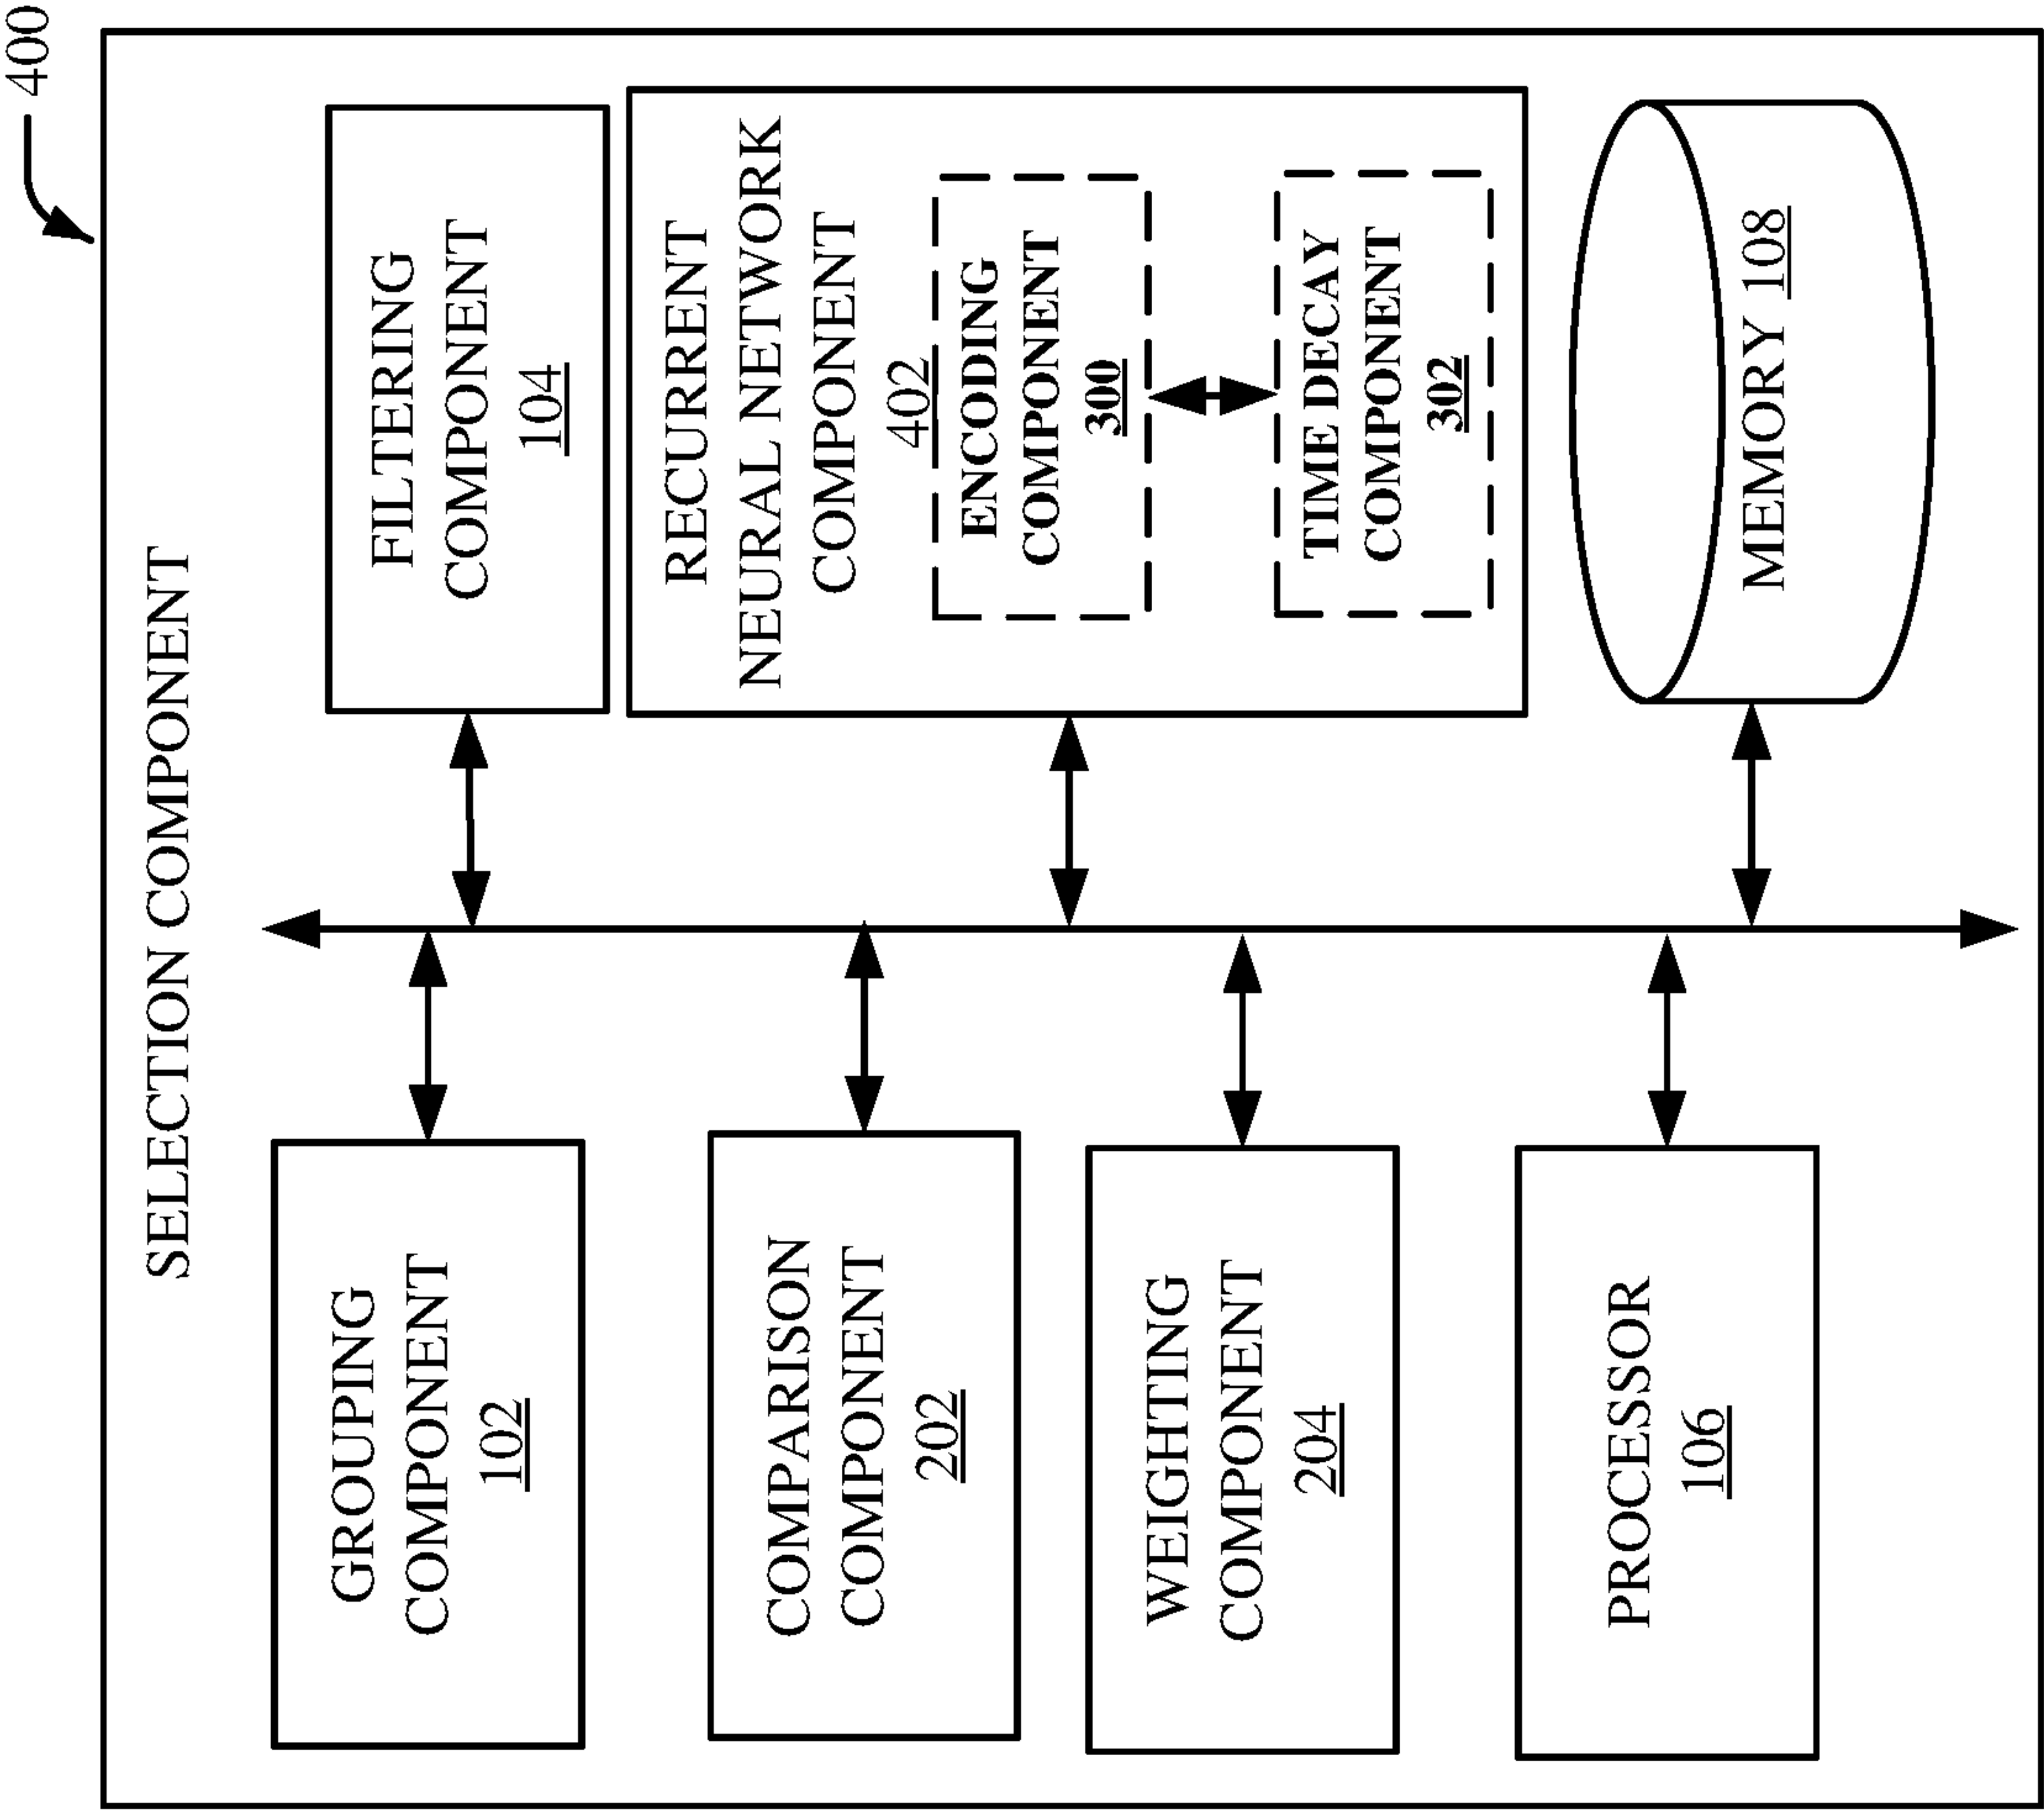 400
SELECTION COMPONENT
GROUPING
COMPONENT
102
COMPARISON
COMPONENT
202
WEIGHTING
COMPONENT
204
PROCESSOR
106
FILTERING
COMPONENT
104
RECURRENT
NEURAL NETWORK
COMPONENT
402
ENCODING
COMPONENT
300
TIME DECAY
COMPONENT
302
MEMORY 108